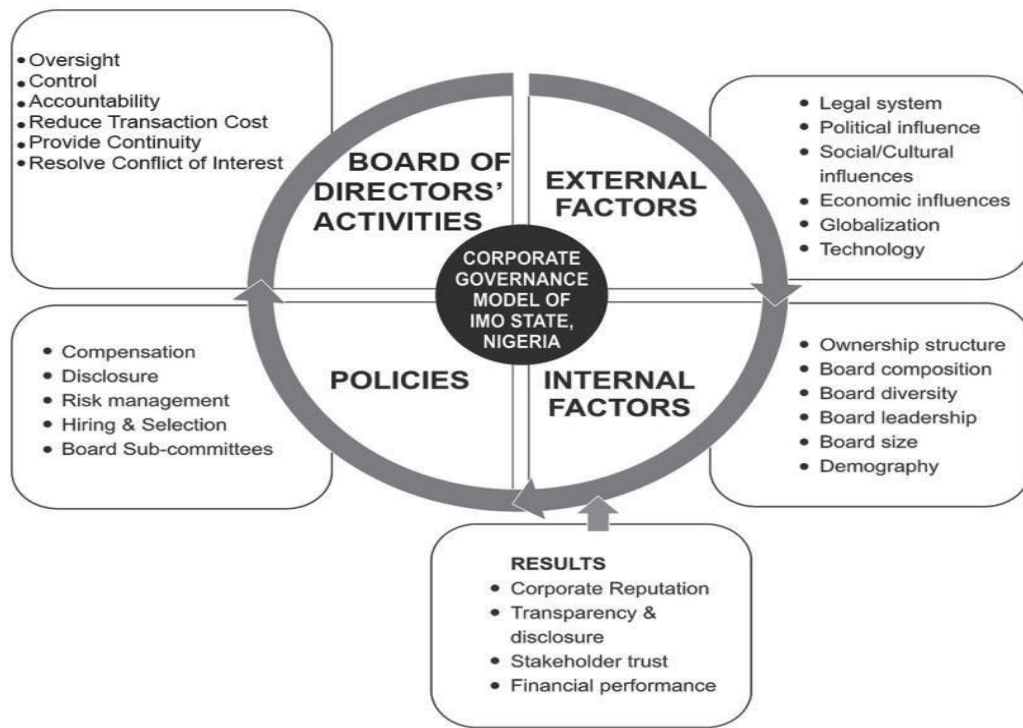 • Oversight
• Control
• Accountability
• Reduce Transaction Cost
• Provide Continuity
• Resolve Conflict of Interest
BOARD OF
DIRECTORS’
ACTIVITIES
EXTERNAL
FACTORS
• Legal system
• Political influence
• Social/Cultural
influences
• Economic influences
• Globalization
• Technology
CORPORATE
GOVERNANCE
MODEL OF
IMO STATE,
NIGERIA
• Compensation
• Disclosure
• Risk management
• Hiring & Selection
• Board Sub-committees
POLICIES
INTERNAL
FACTORS
• Ownership structure
• Board composition
• Board diversity
• Board leadership
• Board size
• Demography
RESULTS
• Corporate Reputation
• Transparency &
disclosure
• Stakeholder trust
• Financial performance